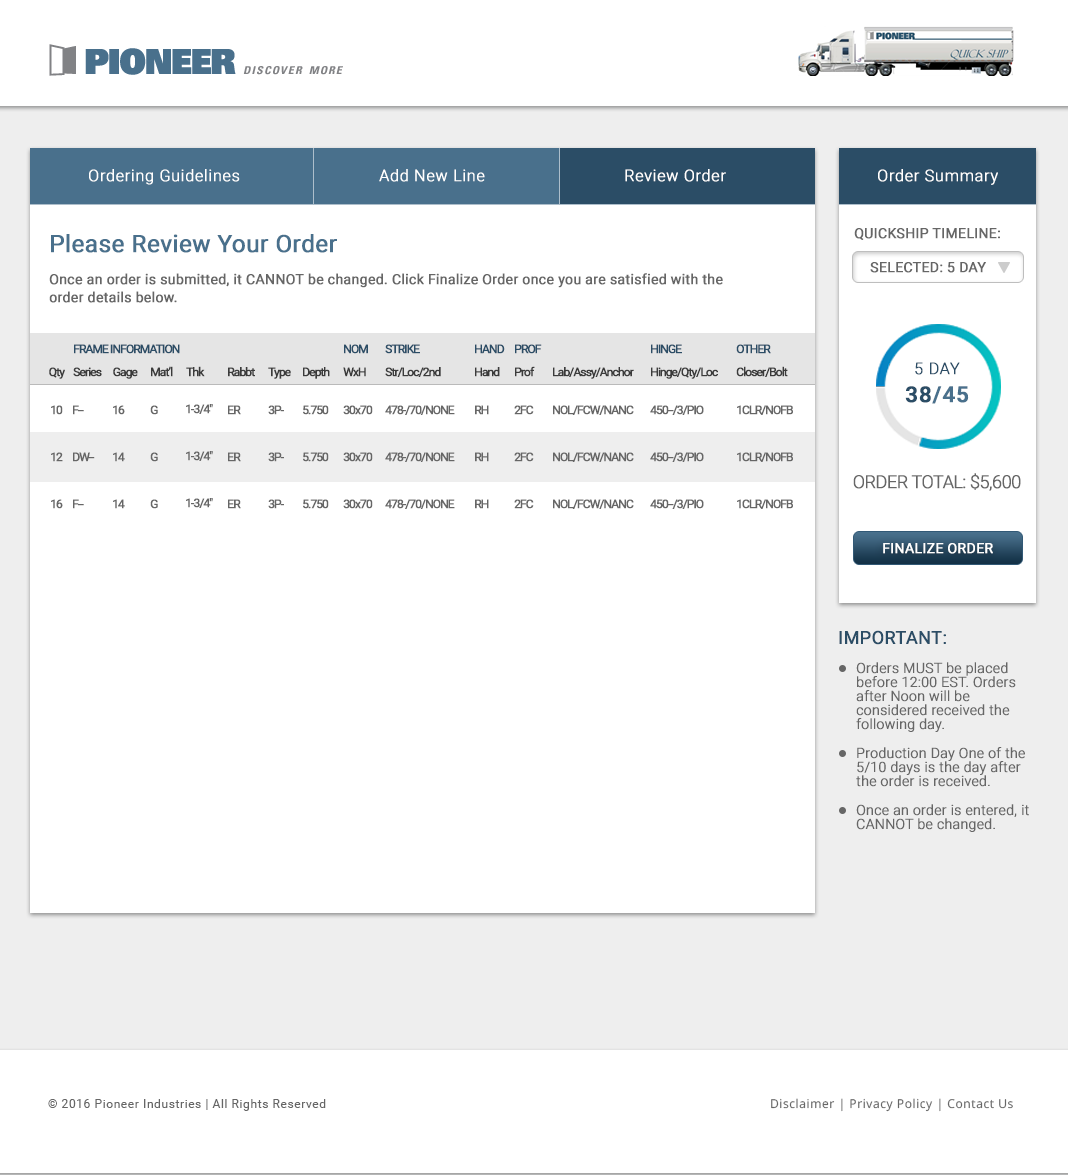 PIONEER DISCOVER MORE
PIONEER
QUICK SHIP
Ordering Guidelines Add New Line Review Order
Please Review Your Order
Once an order is submitted, it CANNOT be changed. Click Finalize Order once you are satisfied with the
order details below.
FRAME INFORMATION NOM STRIKE HAND PROF HINGE OTHER
Qty Series Gage Mat'l Thk Rabbt Type Depth WxH Str/Loc/2nd Hand Prof Lab/Assy/Anchor Hinge/Qty/Loc Closer/Bolt
10 F-- 16 G 1-3/4" ER 3P- 5.750 30x70 478-/70/NONE RH 2FC NOL/FCW/NANC 450--/3/PIO 1CLR/NOFB
12 DW-- 14 G 1-3/4" ER 3P- 5.750 30x70 478-/70/NONE RH 2FC NOL/FCW/NANC 450--/3/PIO 1CLR/NOFB
16 F-- 14 G 1-3/4" ER 3P- 5.750 30x70 478-/70/NONE RH 2FC NOL/FCW/NANC 450--/3/PIO 1CLR/NOFB
Order Summary
QUICKSHIP TIMELINE:
SELECTED: 5 DAY
5 DAY
38/45
ORDER TOTAL: $5,600
FINALIZE ORDER
IMPORTANT:
Orders MUST be placed
before 12:00 EST. Orders
after Noon will be
considered received the
following day.
Production Day One of the
5/10 days is the day after
the order is received.
Once an order is entered, it
CANNOT be changed.
© 2016 Pioneer Industries | All Rights Reserved
Disclaimer | Privacy Policy | Contact Us